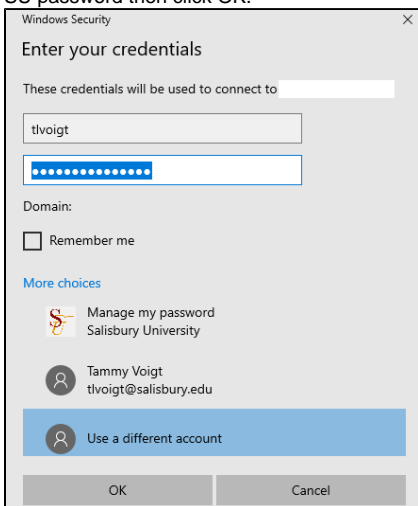 SU password then click OK.
Windows Security
Enter your credentials
These credentials will be used to connect to
tlvoigt
●●●●●●●●●●●●●●●
Domain:
Remember me
More choices
Manage my password
Salisbury University
Tammy Voigt
tlvoigt@salisbury.edu
Use a different account
OK Cancel